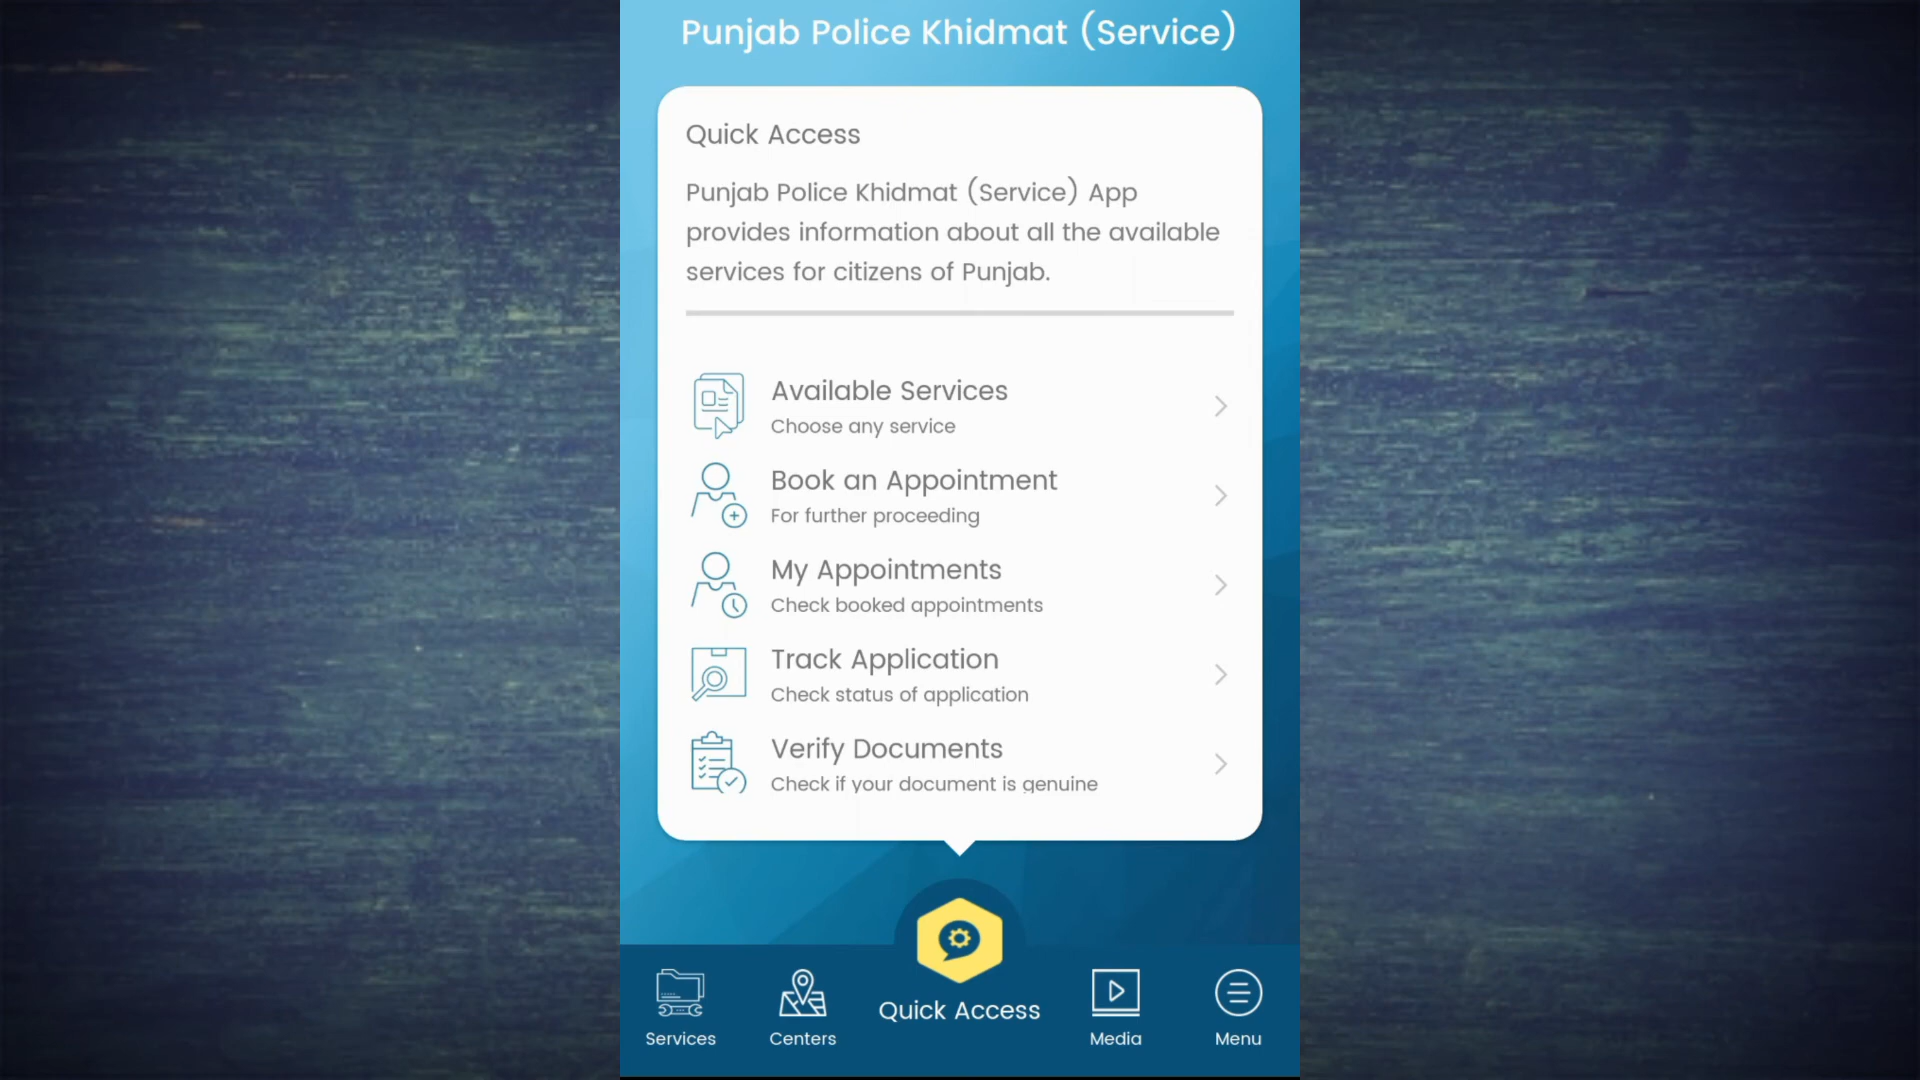 Punjab Police Khidmat (Service)
Quick Access
Punjab Police Khidmat (Service) App
provides information about all the available
services for citizens of Punjab.
Available Services
Choose any service
Book an Appointment
For further proceeding
My Appointments
Check booked appointments
Track Application
Check status of application
Verify Documents
Check if your document is genuine
Services
Centers
Quick Access
Media
Menu